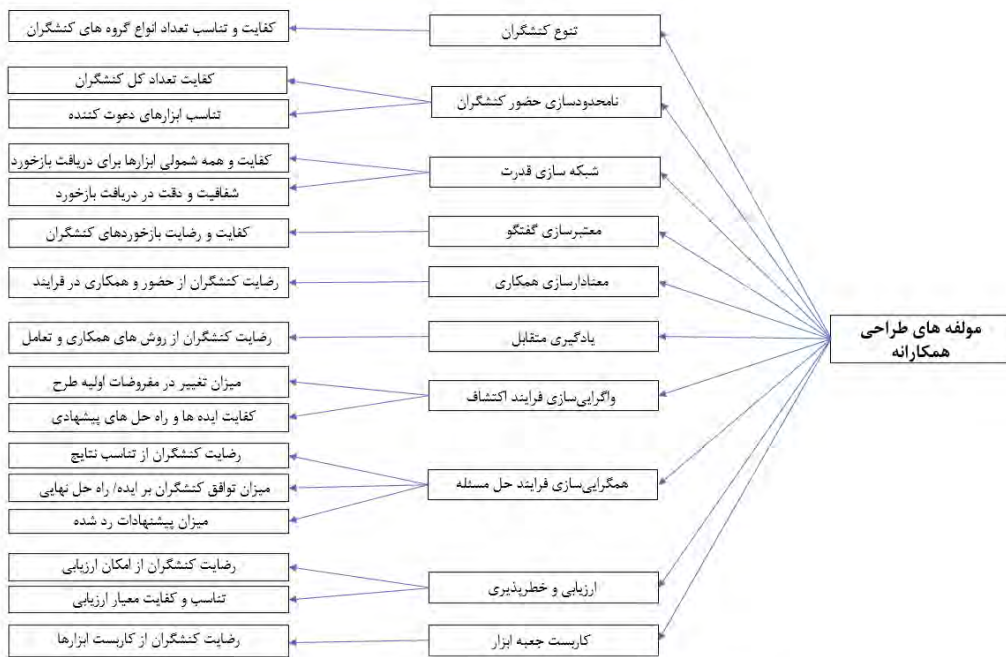 مولفه های طراحی
همکارانه
تنوع کنشگران
کفایت و تناسب تعداد انواع گروه های کنشگران
نامحدودسازی حضور کنشگران
کفایت تعداد کل کنشگران
تناسب ابزارهای دعوت کننده
شبکه سازی قدرت
کفایت و همه شمولی ابزارها برای دریافت بازخورد
شفافیت و دقت در دریافت بازخورد
معتبرسازی گفتگو
کفایت و رضایت بازخوردهای کنشگران
معنادارسازی همکاری
رضایت کنشگران از حضور و همکاری در فرایند
یادگیری متقابل
رضایت کنشگران از روش های همکاری و تعامل
واگرایی‌سازی فرایند اکتشاف
میزان تغییر در مفروضات اولیه طرح
کفایت ایده ها و راه حل های پیشهادی
همگرایی‌سازی فرایند حل مسئله
رضایت کنشگران از تناسب نتایج
میزان توافق کنشگران بر ایده/ راه حل نهایی
میزان پیشنهادات رد شده
ارزیابی و خطرپذیری
رضایت کنشگران از امکان ارزیابی
تناسب و کفایت معیار ارزیابی
کاربست جعبه ابزار
رضایت کنشگران از کاربست ابزارها